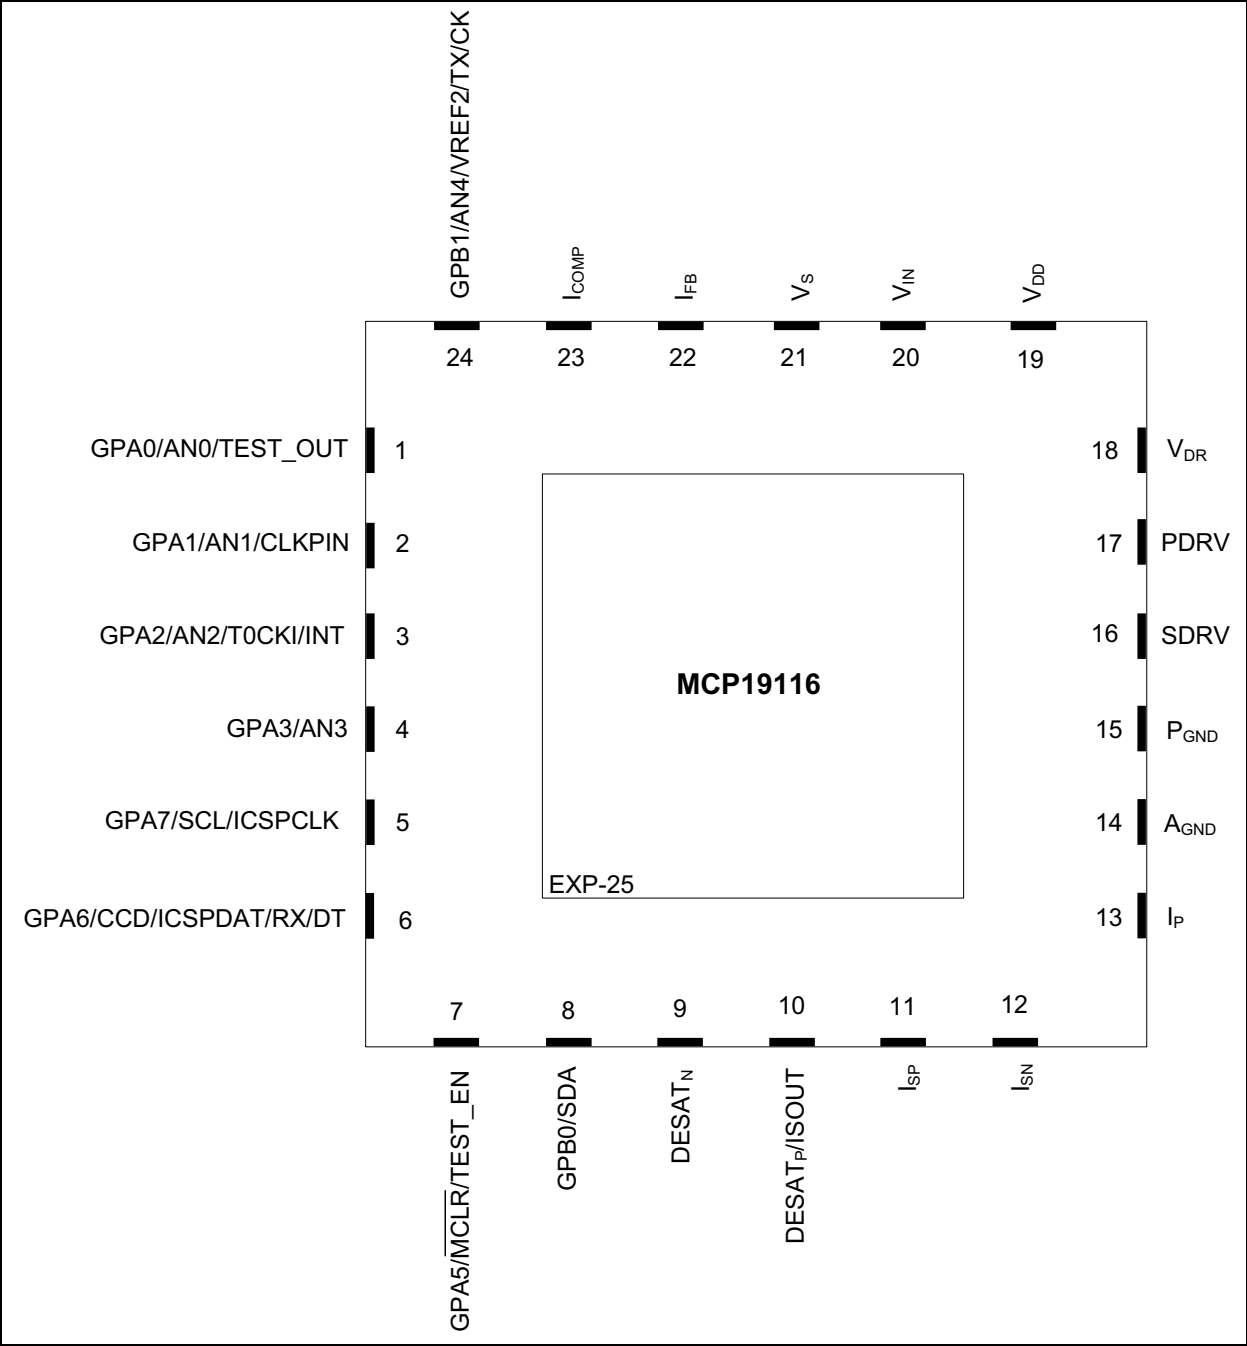 GPB1/AN4/VREF2/TX/CK
ICOMP
IFB
VS
VIN
VDD
24
23
22
21
20
19
GPA0/AN0/TEST_OUT
1
18
VDR
GPA1/AN1/CLKPIN
2
17
PDRV
GPA2/AN2/T0CKI/INT
3
16
SDRV
MCP19116
GPA3/AN3
4
15
PGND
GPA7/SCL/ICSPCLK
5
14
AGND
EXP-25
GPA6/CCD/ICSPDAT/RX/DT
6
13
IP
7
8
9
10
11
12
GPA5/MCLR/TEST_EN
GPB0/SDA
DESATN
DESATP/ISOUT
ISP
ISN